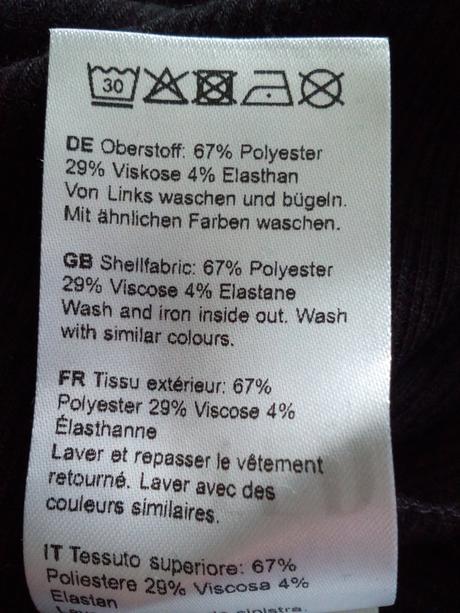 30
DE Oberstoff: 67% Polyester
29% Viskose 4% Elasthan
Von Links waschen und bügeln.
Mit ähnlichen Farben waschen.
GB Shellfabric: 67% Polyester
29% Viscose 4% Elastane
Wash and iron inside out. Wash
with similar colours.
FR Tissu extérieur: 67%
Polyester 29% Viscose 4%
Élasthanne
Laver et repasser le vêtement
retourné. Laver avec des
couleurs similaires.
IT Tessuto superiore: 67%
Poliestere 29% Viscosa 4%
Elastan
sinistra.